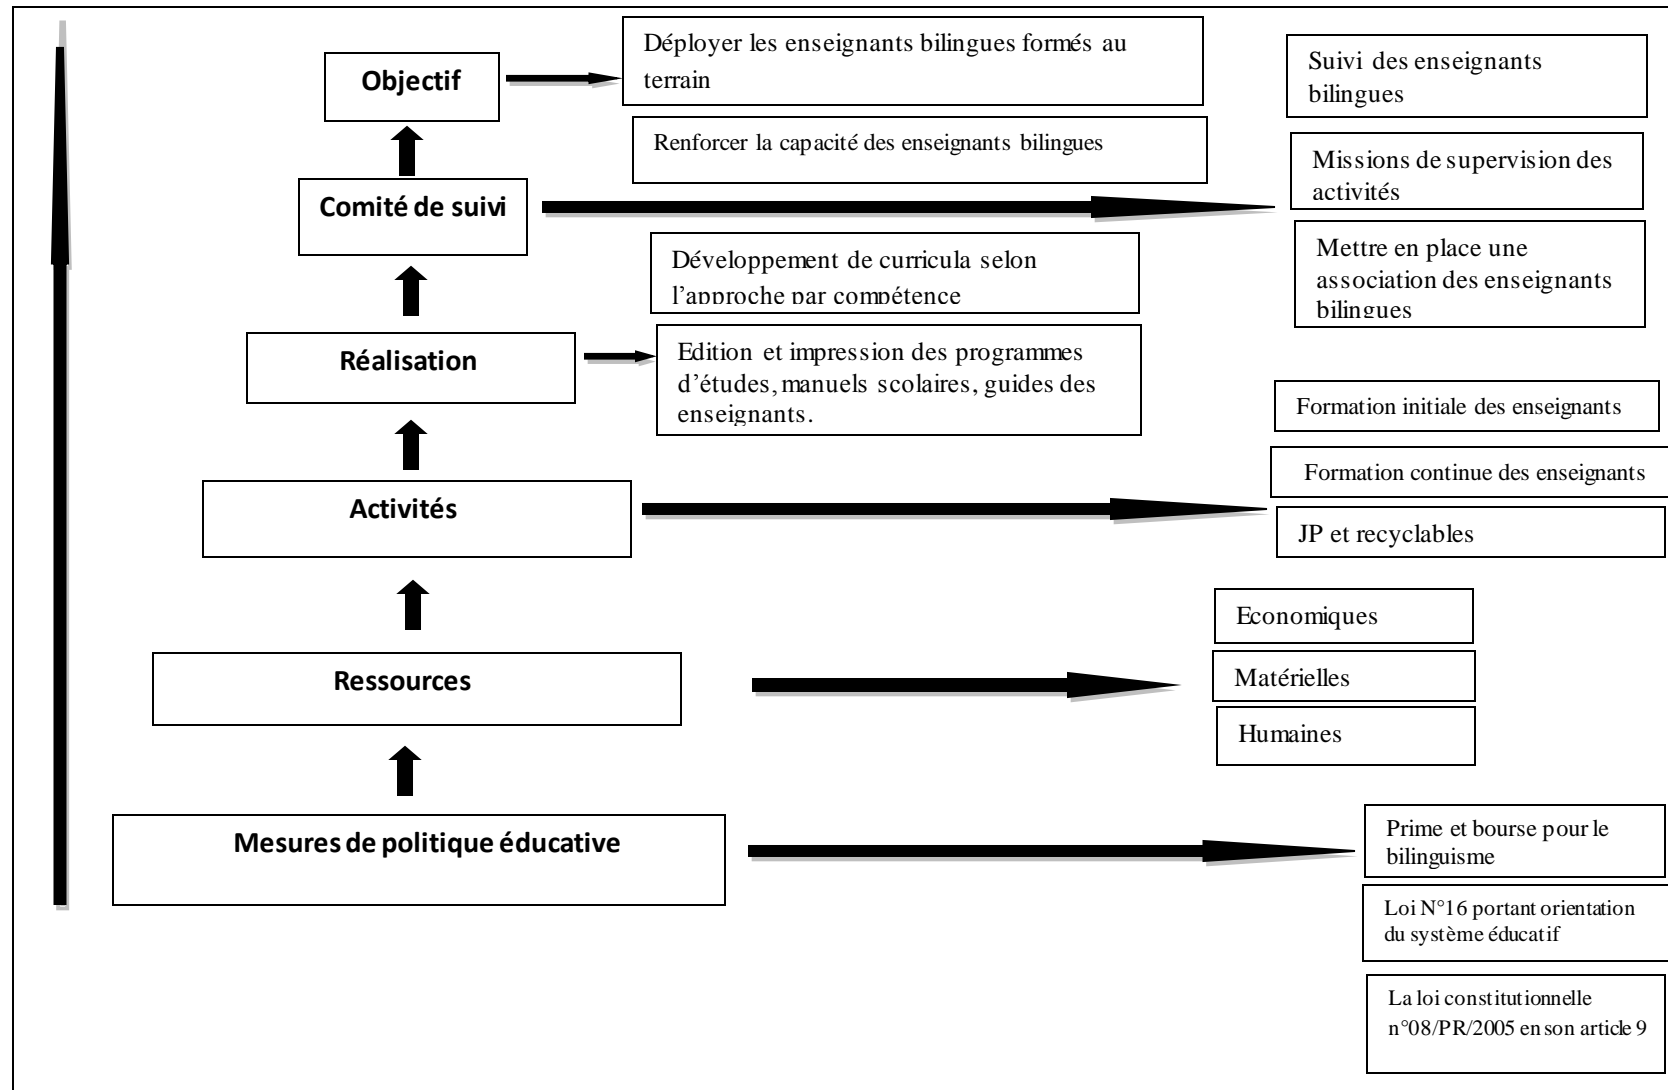 Objectif
Déployer les enseignants bilingues formés au
terrain
Renforcer la capacité des enseignants bilingues
Suivi des enseignants
bilingues
Comité de suivi
Missions de supervision des
activités
Mettre en place une
association des enseignants
bilingues
Réalisation
Développement de curricula selon
l’approche par compétence
Edition et impression des programmes
d’études, manuels scolaires, guides des
enseignants.
Activités
Formation initiale des enseignants
Formation continue des enseignants
JP et recyclables
Ressources
Economiques
Matérielles
Humaines
Mesures de politique éducative
Prime et bourse pour le
bilinguisme
Loi N°16 portant orientation
du système éducatif
La loi constitutionnelle
n°08/PR/2005 en son article 9